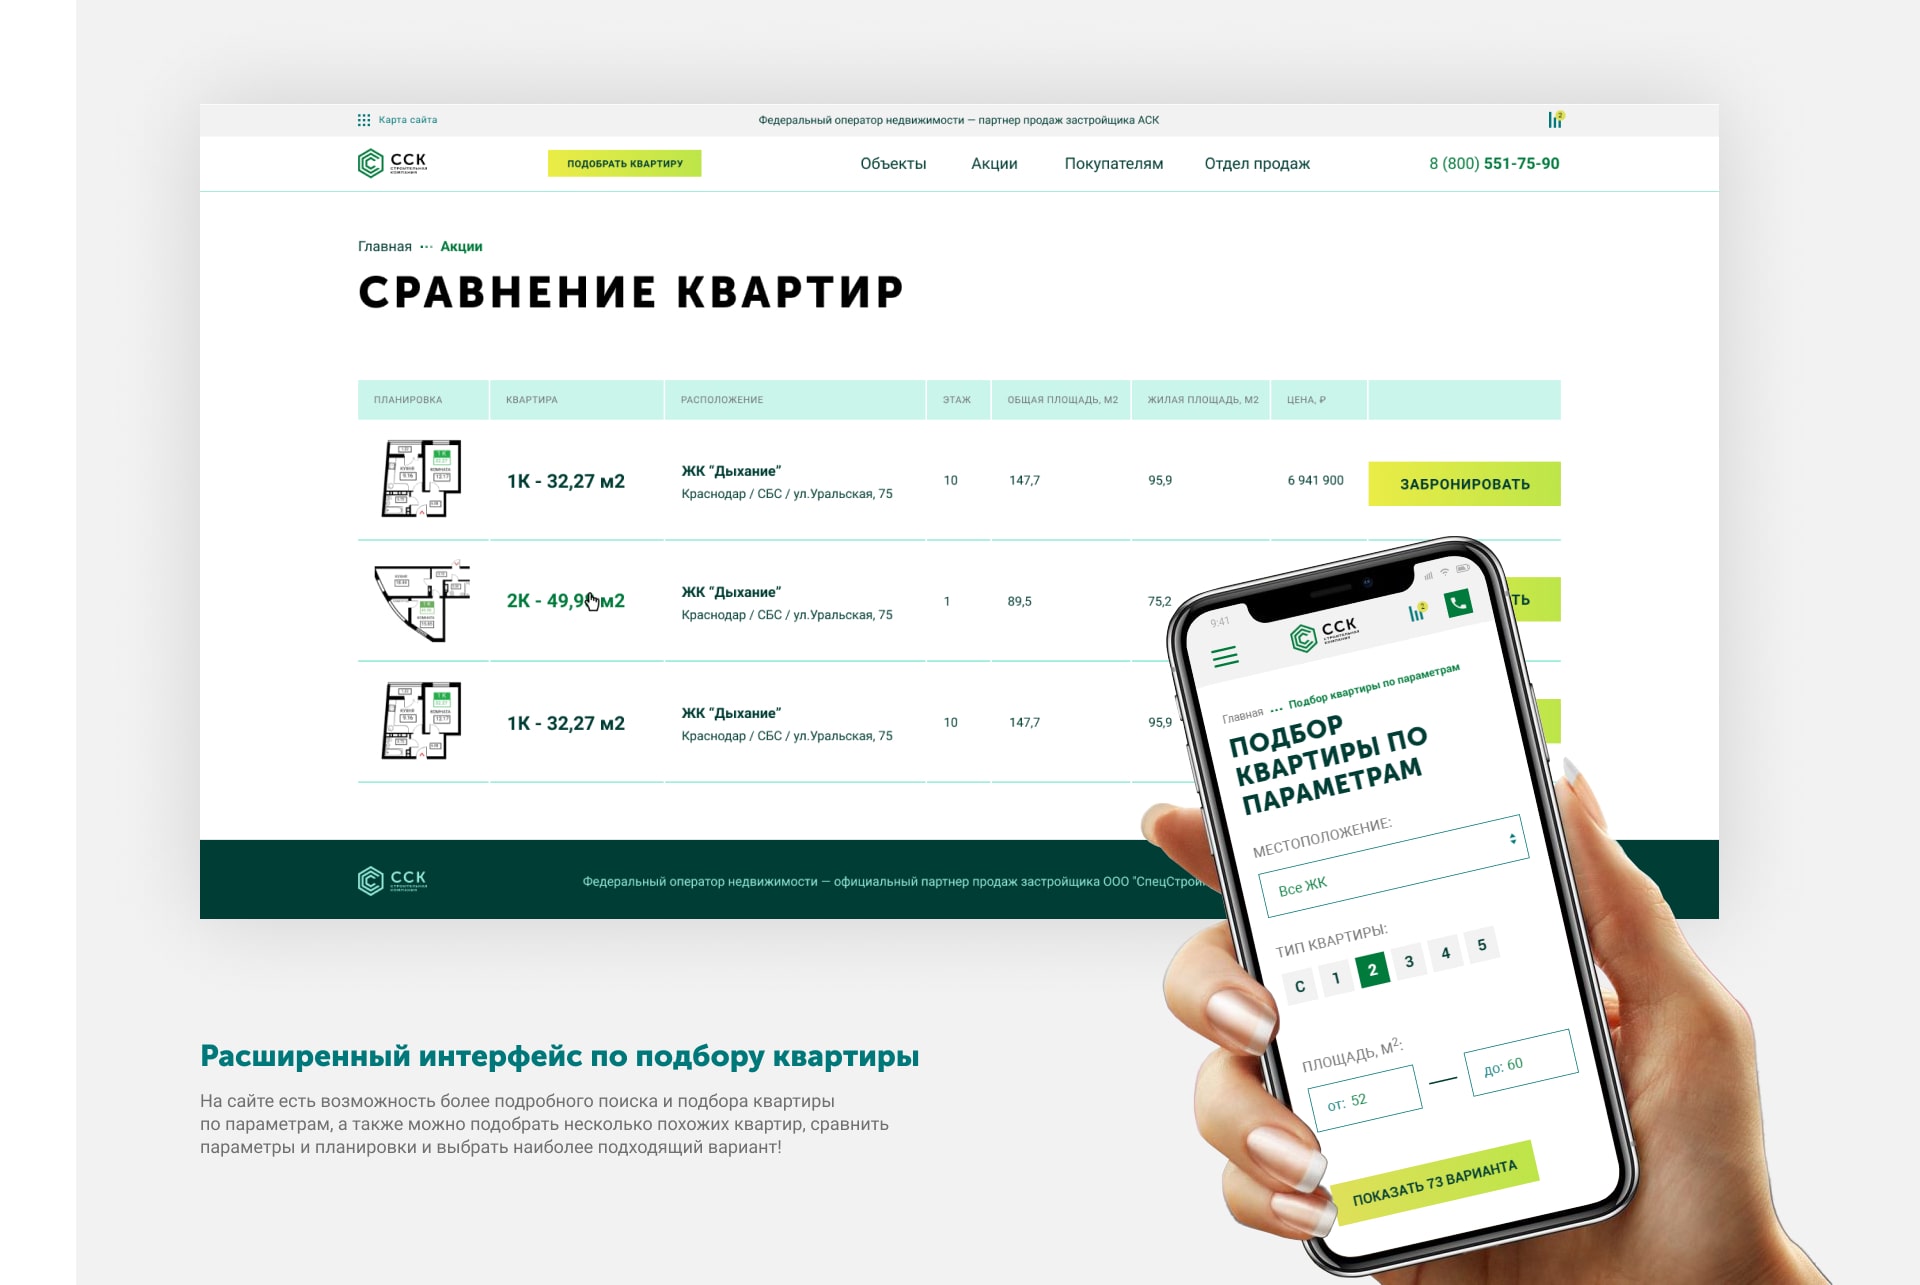 Карта сайта
Федеральный оператор недвижимости — партнер продаж застройщика АСК
2
ССК
СТРОИТЕЛЬНАЯ
КОМПАНИЯ
ПОДОБРАТЬ КВАРТИРУ
Объекты
Акции
Покупателям
Отдел продаж
8 (800) 551-75-90
Главная ··· Акции
СРАВНЕНИЕ КВАРТИР
ПЛАНИРОВКА КВАРТИРА РАСПОЛОЖЕНИЕ ЭТАЖ ОБЩАЯ ПЛОЩАДЬ, М2 ЖИЛАЯ ПЛОЩАДЬ, М2 ЦЕНА, ₽
1К - 32,27 м2
ЖК “Дыхание”
Краснодар / СБС / ул.Уральская, 75
10
147,7
95,9
6 941 900
ЗАБРОНИРОВАТЬ
2К - 49,9 м2
ЖК “Дыхание”
Краснодар / СБС / ул.Уральская, 75
1
89,5
75,2
ТЬ
1К - 32,27 м2
ЖК “Дыхание”
Краснодар / СБС / ул.Уральская, 75
10
147,7
95,9
ССК
СТРОИТЕЛЬНАЯ
КОМПАНИЯ
Федеральный оператор недвижимости — официальный партнер продаж застройщика ООО "СпецСтрой
9:41
ССК
СТРОИТЕЛЬНАЯ
КОМПАНИЯ
2
Главная ... Подбор квартиры по параметрам
ПОДБОР
КВАРТИРЫ ПО
ПАРАМЕТРАМ
МЕСТОПОЛОЖЕНИЕ:
Все ЖК
ТИП КВАРТИРЫ:
С 1 2 3 4 5
ПЛОЩАДЬ, М²:
от: 52 — до: 60
ПОКАЗАТЬ 73 ВАРИАНТА
Расширенный интерфейс по подбору квартиры
На сайте есть возможность более подробного поиска и подбора квартиры
по параметрам, а также можно подобрать несколько похожих квартир, сравнить
параметры и планировки и выбрать наиболее подходящий вариант!